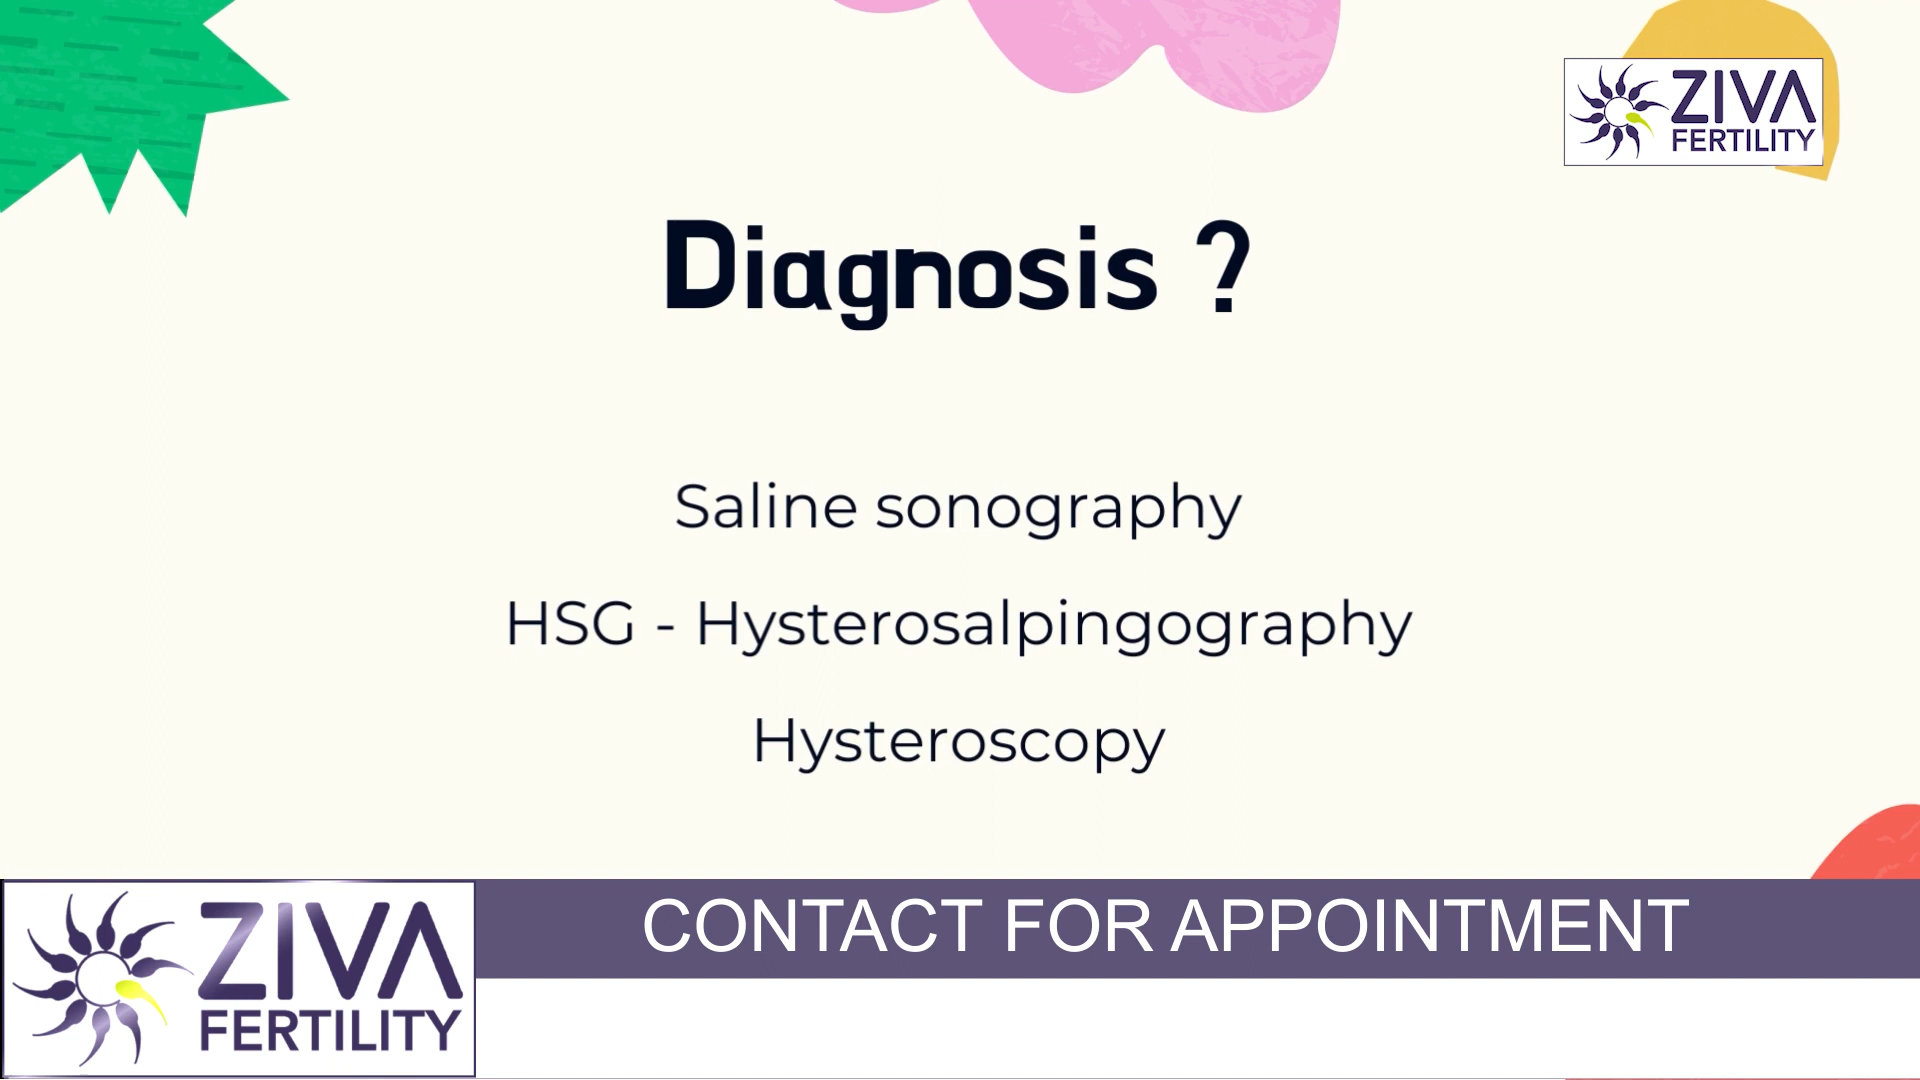 ZIVA
FERTILITY
Diagnosis ?
Saline sonography
HSG - Hysterosalpingography
Hysteroscopy
ZIVA
FERTILITY
CONTACT FOR APPOINTMENT